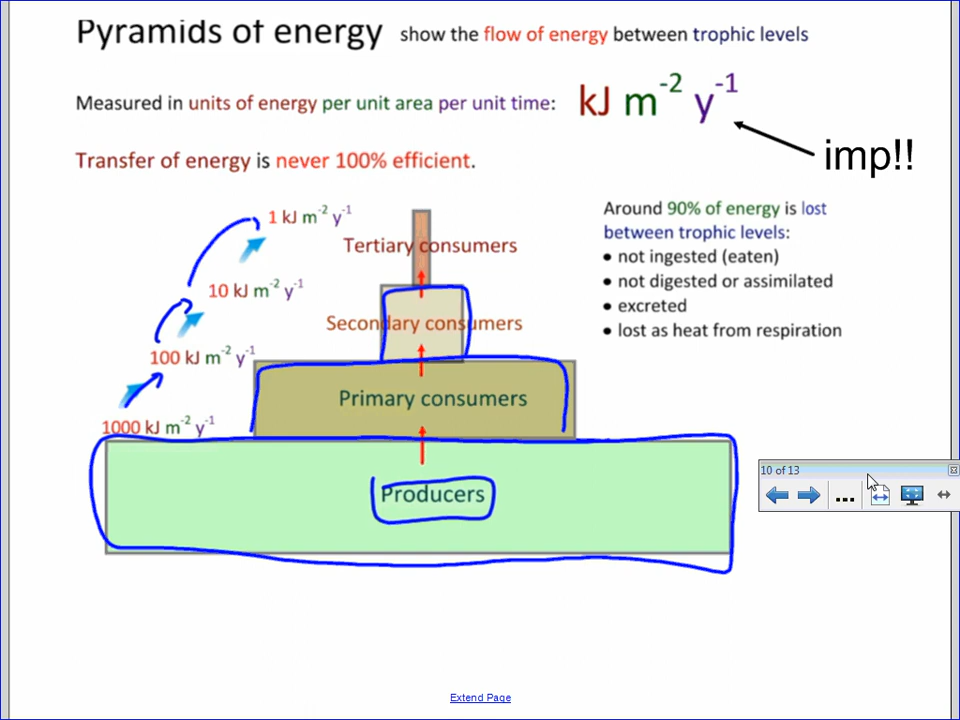 Pyramids of energy show the flow of energy between trophic levels
Measured in units of energy per unit area per unit time: kJ m-2 y-1
imp!!
Transfer of energy is never 100% efficient.
1 kJ m-2 y-1
Tertiary consumers
10 kJ m-2 y-1
Secondary consumers
100 kJ m-2 y-1
Primary consumers
1000 kJ m-2 y-1
Producers
Around 90% of energy is lost
between trophic levels:
• not ingested (eaten)
• not digested or assimilated
• excreted
• lost as heat from respiration
10 of 13
...
Extend Page